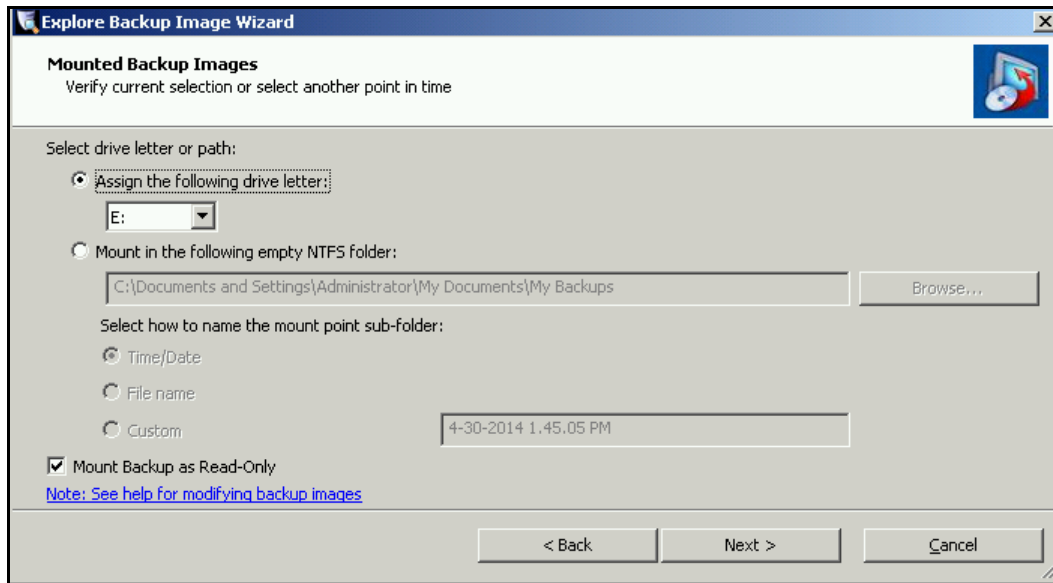 Explore Backup Image Wizard
Mounted Backup Images
Verify current selection or select another point in time
Select drive letter or path:
Assign the following drive letter:
E:
Mount in the following empty NTFS folder:
C:\Documents and Settings\Administrator\My Documents\My Backups
Browse...
Select how to name the mount point sub-folder:
Time/Date
File name
Custom
4-30-2014 1.45.05 PM
Mount Backup as Read-Only
Note: See help for modifying backup images
< Back
Next >
Cancel